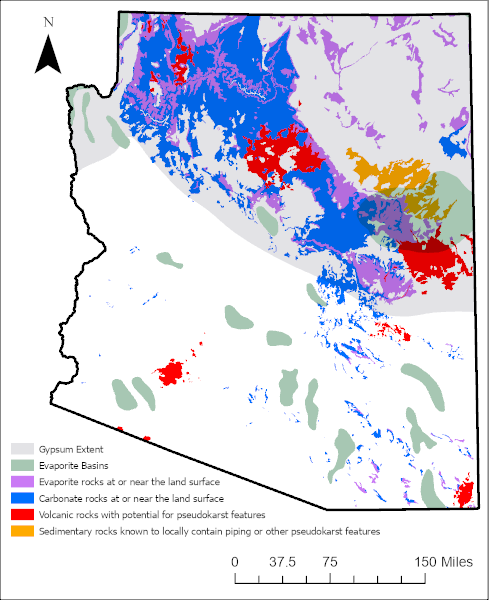 N
Gypsum Extent
Evaporite Basins
Evaporite rocks at or near the land surface
Carbonate rocks at or near the land surface
Volcanic rocks with potential for pseudokarst features
Sedimentary rocks known to locally contain piping or other pseudokarst features
0 37.5 75 150 Miles